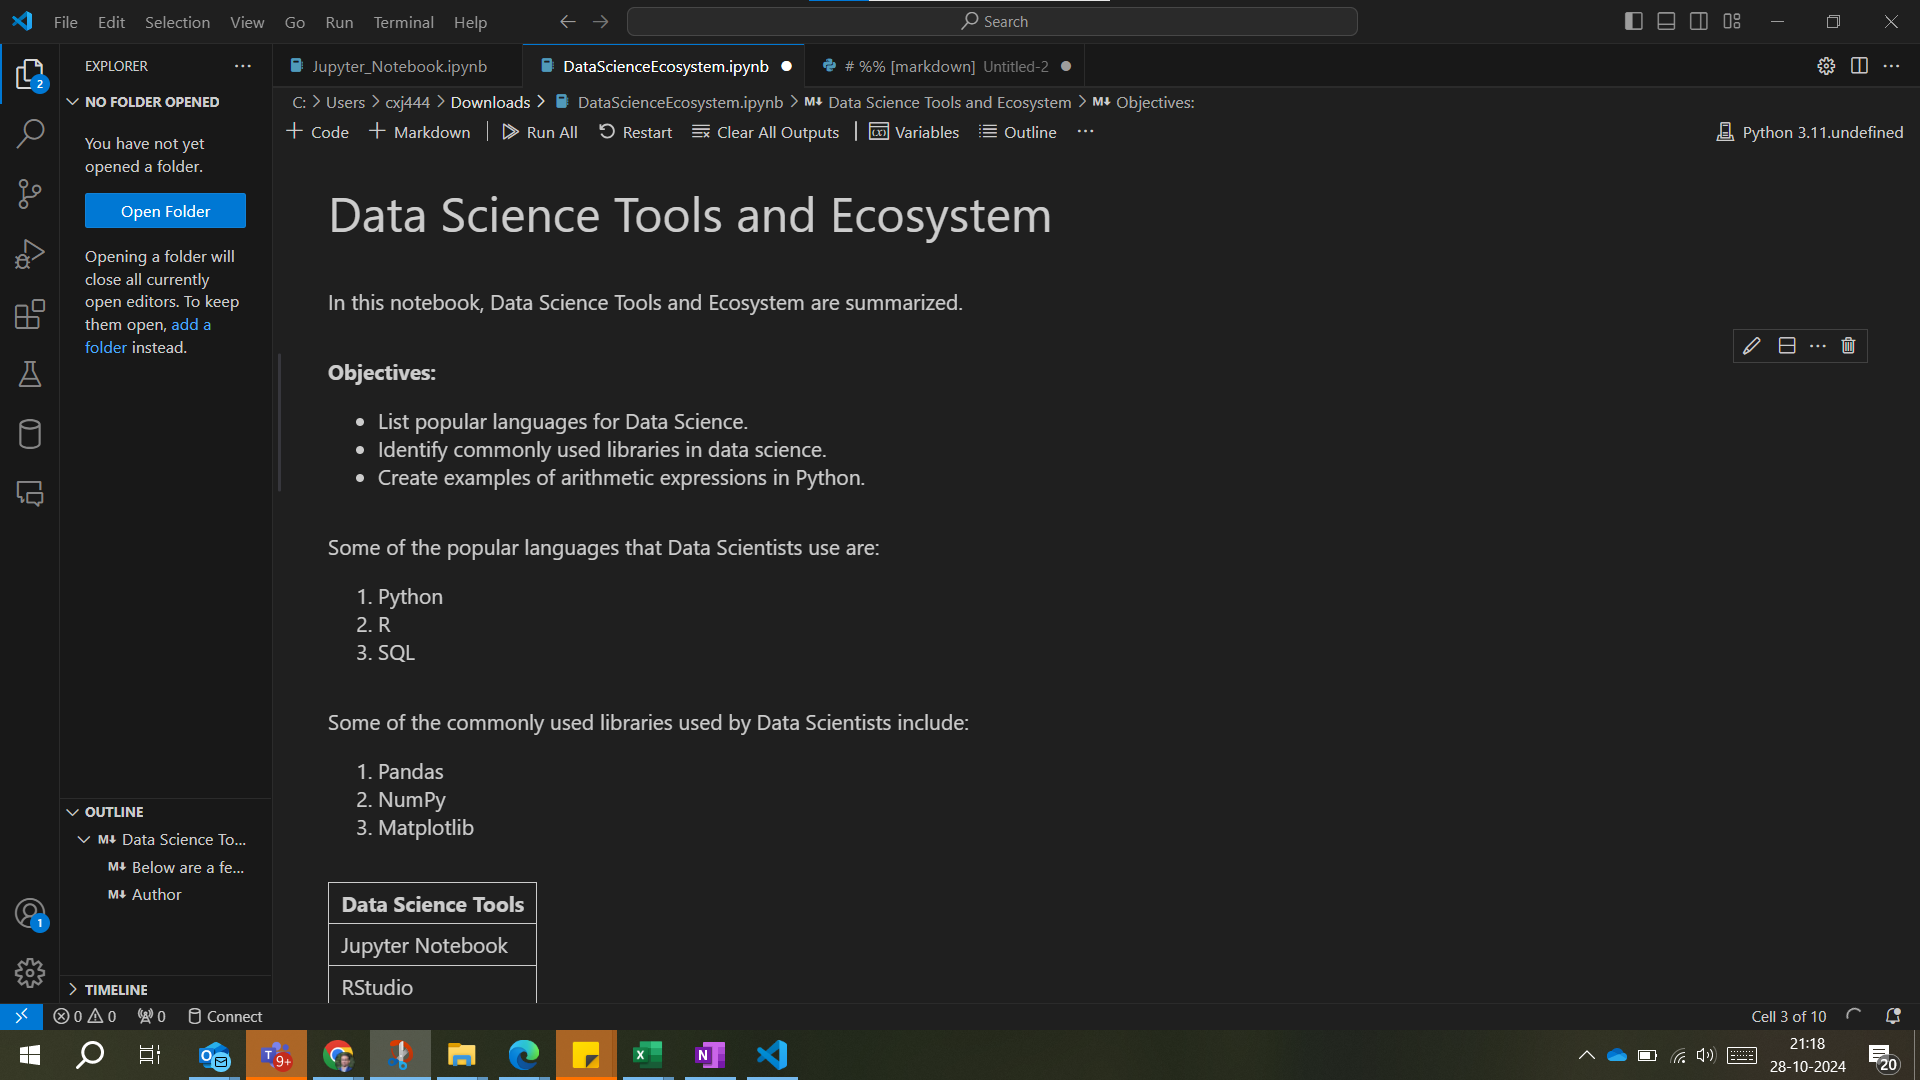 File Edit Selection View Go Run Terminal Help
Search
EXPLORER
NO FOLDER OPENED
You have not yet
opened a folder.
Open Folder
Opening a folder will
close all currently
open editors. To keep
them open, add a
folder instead.
OUTLINE
M↓ Data Science To...
M↓ Below are a fe...
M↓ Author
TIMELINE
Jupyter_Notebook.ipynb
DataScienceEcosystem.ipynb
# %% [markdown] Untitled-2
C: > Users > cxj444 > Downloads > DataScienceEcosystem.ipynb > M↓ Data Science Tools and Ecosystem > M↓ Objectives:
+ Code + Markdown | Run All Restart Clear All Outputs | Variables Outline ...
Python 3.11.undefined
Data Science Tools and Ecosystem
In this notebook, Data Science Tools and Ecosystem are summarized.
Objectives:
• List popular languages for Data Science.
• Identify commonly used libraries in data science.
• Create examples of arithmetic expressions in Python.
Some of the popular languages that Data Scientists use are:
1. Python
2. R
3. SQL
Some of the commonly used libraries used by Data Scientists include:
1. Pandas
2. NumPy
3. Matplotlib
Data Science Tools
Jupyter Notebook
RStudio
2
1
0 0 0 Connect
Cell 3 of 10
9+
21:18
28-10-2024
20